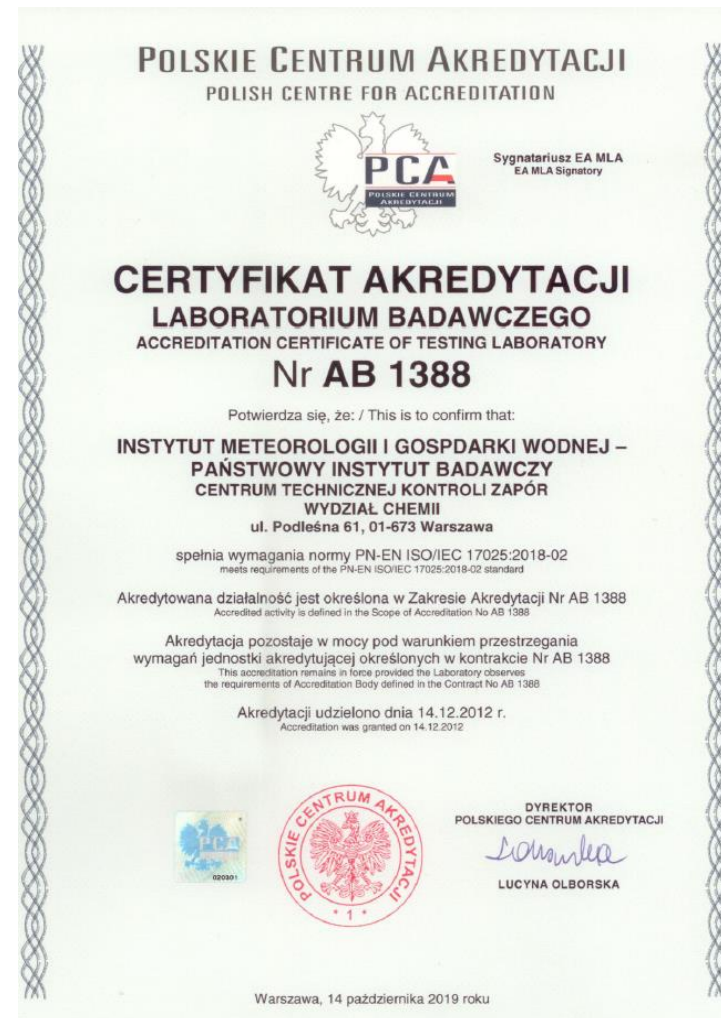 POLSKIE CENTRUM AKREDYTACJI
POLISH CENTRE FOR ACCREDITATION
PCA
POLSKIE CENTRUM
AKREDYTACJI
Sygnatariusz EA MLA
EA MLA Signatory
CERTYFIKAT AKREDYTACJI
LABORATORIUM BADAWCZEGO
ACCREDITATION CERTIFICATE OF TESTING LABORATORY
Nr AB 1388
Potwierdza się, że: / This is to confirm that:
INSTYTUT METEOROLOGII I GOSPDARKI WODNEJ –
PAŃSTWOWY INSTYTUT BADAWCZY
CENTRUM TECHNICZNEJ KONTROLI ZAPÓR
WYDZIAŁ CHEMII
ul. Podleśna 61, 01-673 Warszawa
spełnia wymagania normy PN-EN ISO/IEC 17025:2018-02
meets requirements of the PN-EN ISO/IEC 17025:2018-02 standard
Akredytowana działalność jest określona w Zakresie Akredytacji Nr AB 1388
Accredited activity is defined in the Scope of Accreditation No AB 1388
Akredytacja pozostaje w mocy pod warunkiem przestrzegania
wymagań jednostki akredytującej określonych w kontrakcie Nr AB 1388
This accreditation remains in force provided the Laboratory observes
the requirements of Accreditation Body defined in the Contract No AB 1388
Akredytacji udzielono dnia 14.12.2012 r.
Accreditation was granted on 14.12.2012
PCA
020301
POLSKIE CENTRUM AKREDYTACJI
* 1 *
DYREKTOR
POLSKIEGO CENTRUM AKREDYTACJI
LUCYNA OLBORSKA
Warszawa, 14 października 2019 roku